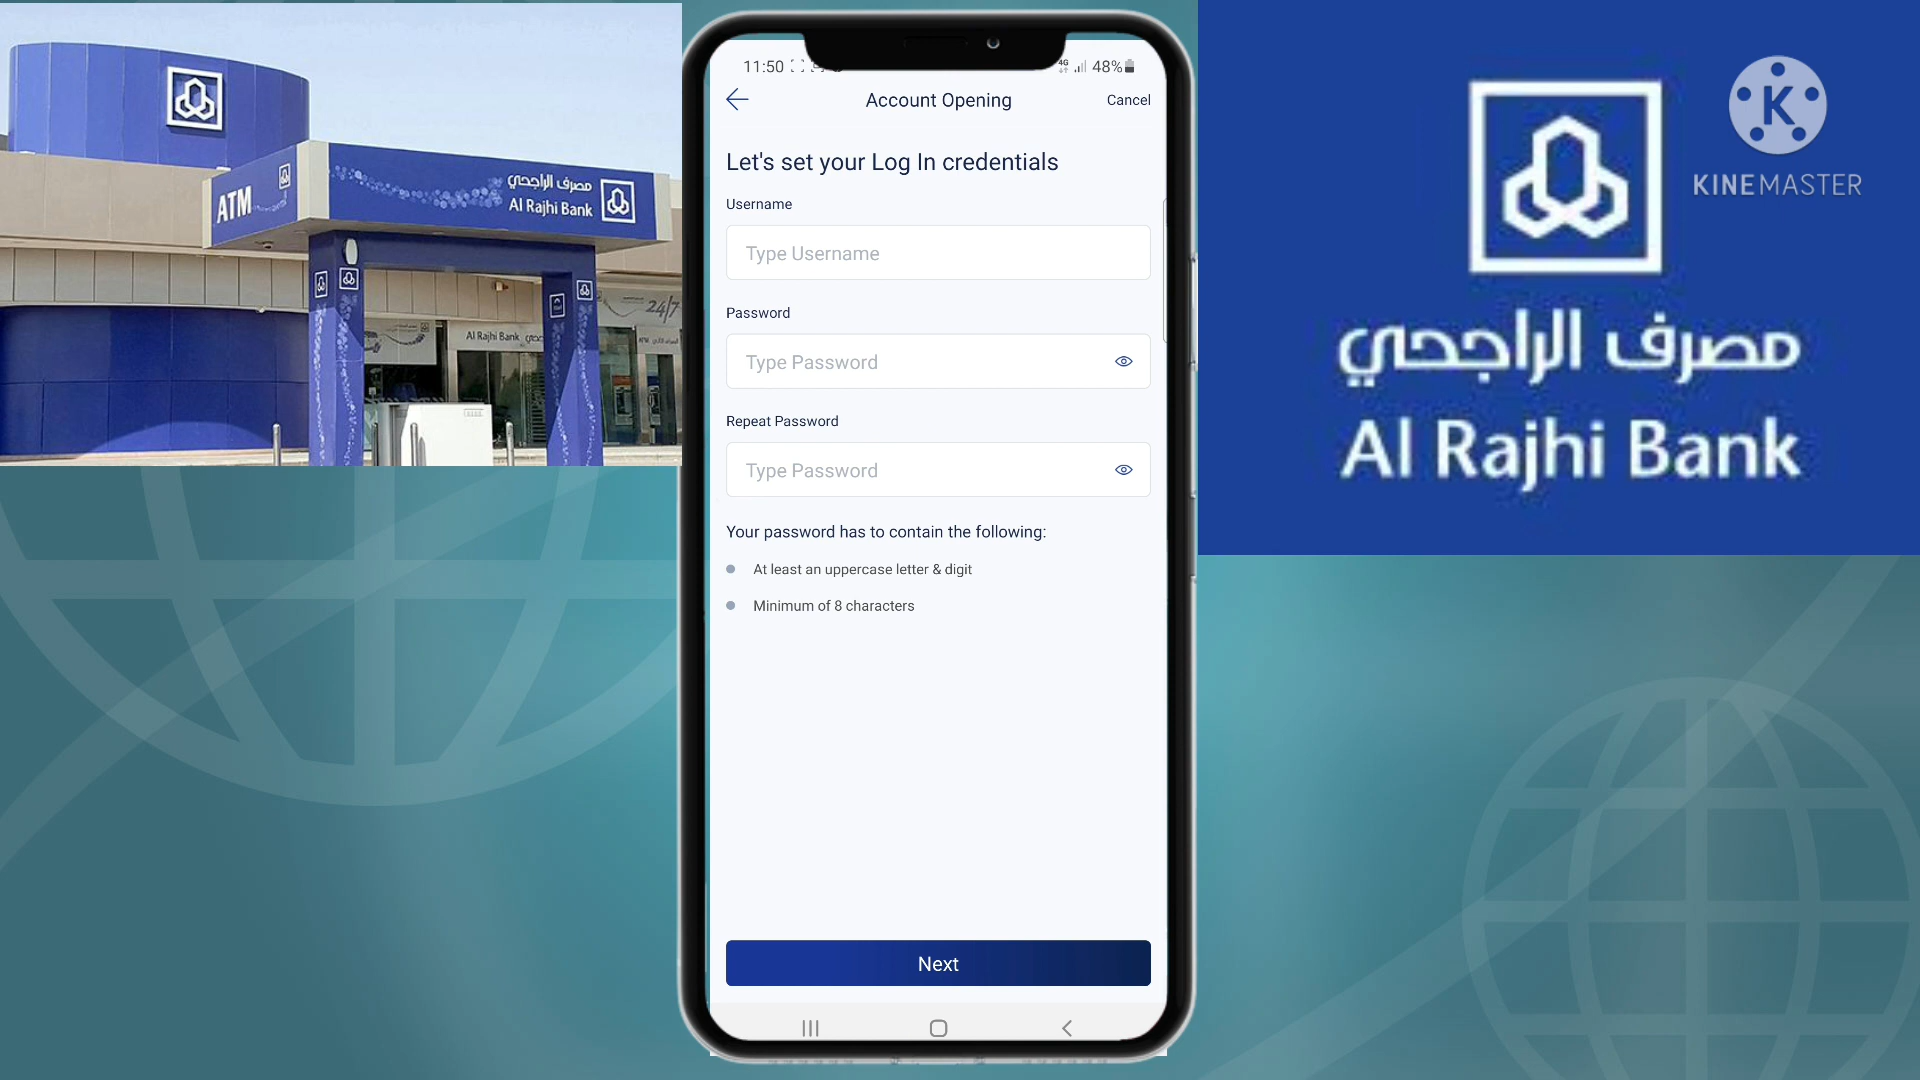 ATM
مصرف الراجحي
Al Rajhi Bank
24/7
Al Rajhi Bank
11:50
4G
48%
Account Opening
Cancel
Let's set your Log In credentials
Username
Type Username
Password
Type Password
Repeat Password
Type Password
Your password has to contain the following:
At least an uppercase letter & digit
Minimum of 8 characters
Next
K
KINEMASTER
مصرف الراجحي
Al Rajhi Bank